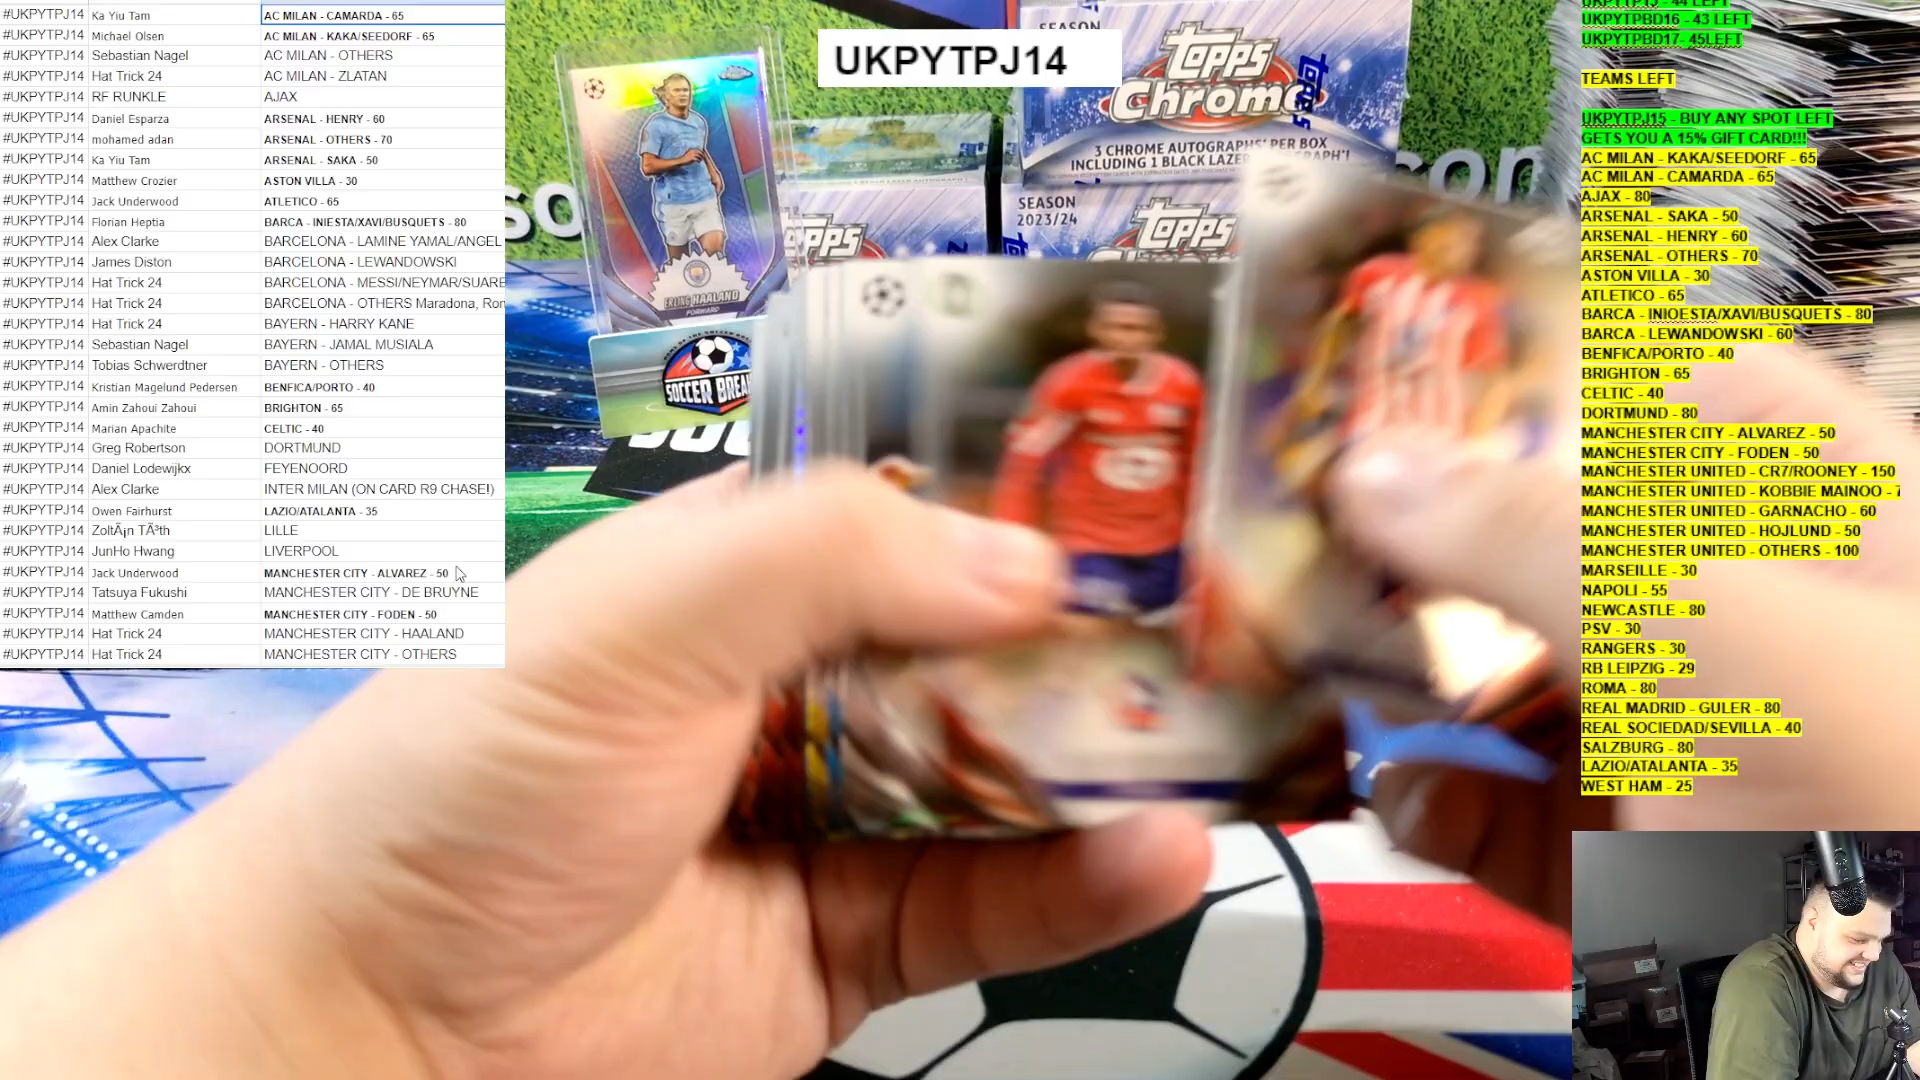 #UKPYTPJ14 Ka Yiu Tam AC MILAN - CAMARDA - 65
#UKPYTPJ14 Michael Olsen AC MILAN - KAKA/SEEDORF - 65
#UKPYTPJ14 Sebastian Nagel AC MILAN - OTHERS
#UKPYTPJ14 Hat Trick 24 AC MILAN - ZLATAN
#UKPYTPJ14 RF RUNKLE AJAX
#UKPYTPJ14 Daniel Esparza ARSENAL - HENRY - 60
#UKPYTPJ14 mohamed adan ARSENAL - OTHERS - 70
#UKPYTPJ14 Ka Yiu Tam ARSENAL - SAKA - 50
#UKPYTPJ14 Matthew Crozier ASTON VILLA - 30
#UKPYTPJ14 Jack Underwood ATLETICO - 65
#UKPYTPJ14 Florian Heptia BARCA - INIESTA/XAVI/BUSQUETS - 80
#UKPYTPJ14 Alex Clarke BARCELONA - LAMINE YAMAL/ANGEL
#UKPYTPJ14 James Diston BARCELONA - LEWANDOWSKI
#UKPYTPJ14 Hat Trick 24 BARCELONA - MESSI/NEYMAR/SUARE
#UKPYTPJ14 Hat Trick 24 BARCELONA - OTHERS Maradona, Ron
#UKPYTPJ14 Hat Trick 24 BAYERN - HARRY KANE
#UKPYTPJ14 Sebastian Nagel BAYERN - JAMAL MUSIALA
#UKPYTPJ14 Tobias Schwerdtner BAYERN - OTHERS
#UKPYTPJ14 Kristian Magelund Pedersen BENFICA/PORTO - 40
#UKPYTPJ14 Amin Zahoui Zahoui BRIGHTON - 65
#UKPYTPJ14 Marian Apachite CELTIC - 40
#UKPYTPJ14 Greg Robertson DORTMUND
#UKPYTPJ14 Daniel Lodewijkx FEYENOORD
#UKPYTPJ14 Alex Clarke INTER MILAN (ON CARD R9 CHASE!)
#UKPYTPJ14 Owen Fairhurst LAZIO/ATALANTA - 35
#UKPYTPJ14 ZoltÃ¡n TÃ³th LILLE
#UKPYTPJ14 JunHo Hwang LIVERPOOL
#UKPYTPJ14 Jack Underwood MANCHESTER CITY - ALVAREZ - 50
#UKPYTPJ14 Tatsuya Fukushi MANCHESTER CITY - DE BRUYNE
#UKPYTPJ14 Matthew Camden MANCHESTER CITY - FODEN - 50
#UKPYTPJ14 Hat Trick 24 MANCHESTER CITY - HAALAND
#UKPYTPJ14 Hat Trick 24 MANCHESTER CITY - OTHERS
UKPYTPJ14
SEASON
topps
Chrome
topps
3 CHROME AUTOGRAPHS PER BOX
INCLUDING 1 BLACK LAZER
SEASON
2023/24
topps
ERLING HAALAND
FORWARD
SOCCER BREA
UKPYTPBD16 - 43 LEFT
UKPYTPBD17- 45LEFT
TEAMS LEFT
UKPYTPJ15 - BUY ANY SPOT LEFT
GETS YOU A 15% GIFT CARD!!!
AC MILAN - KAKA/SEEDORF - 65
AC MILAN - CAMARDA - 65
AJAX - 80
ARSENAL - SAKA - 50
ARSENAL - HENRY - 60
ARSENAL - OTHERS - 70
ASTON VILLA - 30
ATLETICO - 65
BARCA - INIOESTA/XAVI/BUSQUETS - 80
BARCA - LEWANDOWSKI - 60
BENFICA/PORTO - 40
BRIGHTON - 65
CELTIC - 40
DORTMUND - 80
MANCHESTER CITY - ALVAREZ - 50
MANCHESTER CITY - FODEN - 50
MANCHESTER UNITED - CR7/ROONEY - 150
MANCHESTER UNITED - KOBBIE MAINOO - 7
MANCHESTER UNITED - GARNACHO - 60
MANCHESTER UNITED - HOJLUND - 50
MANCHESTER UNITED - OTHERS - 100
MARSEILLE - 30
NAPOLI - 55
NEWCASTLE - 80
PSV - 30
RANGERS - 30
RB LEIPZIG - 29
ROMA - 80
REAL MADRID - GULER - 80
REAL SOCIEDAD/SEVILLA - 40
SALZBURG - 80
LAZIO/ATALANTA - 35
WEST HAM - 25